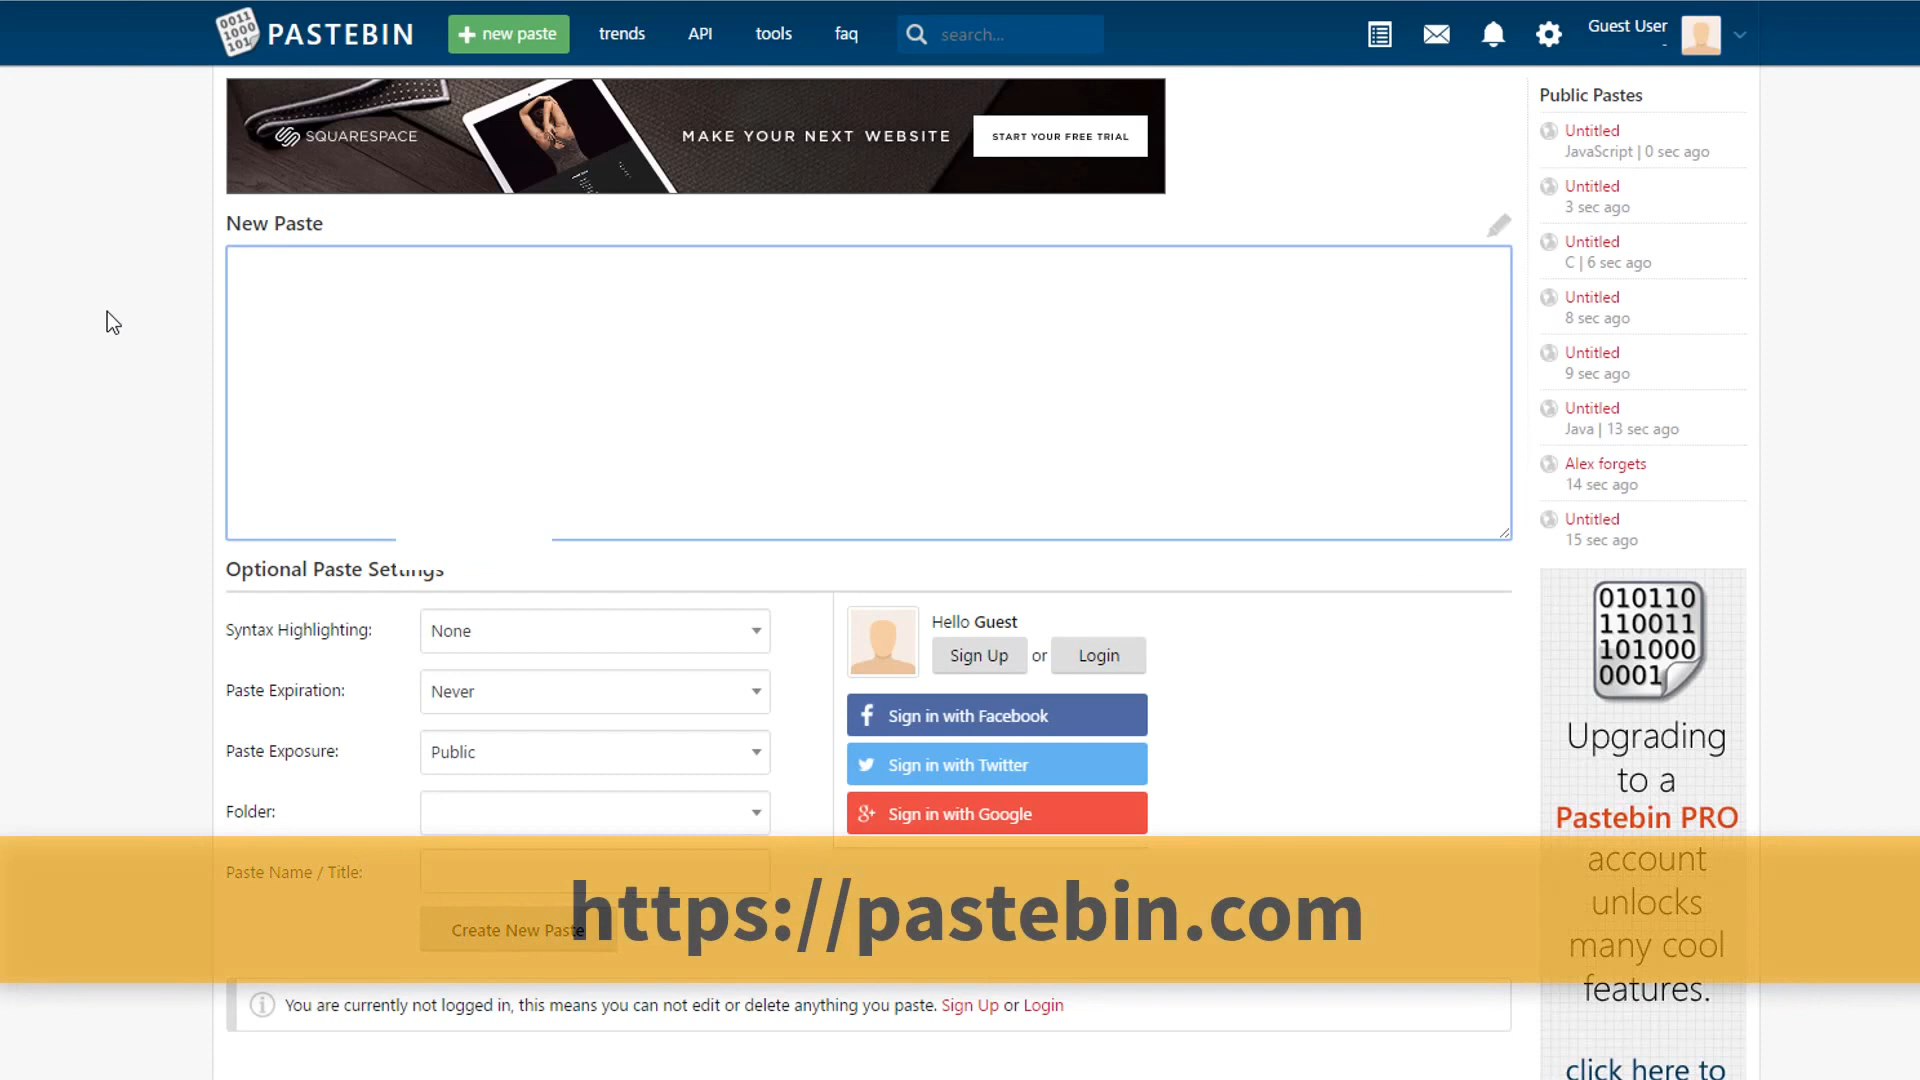 0011
1000
101
PASTEBIN
new paste
trends
API
tools
faq
search...
Guest User
-
SQUARESPACE
MAKE YOUR NEXT WEBSITE
START YOUR FREE TRIAL
New Paste
Optional Paste Settings
Syntax Highlighting:
None
Paste Expiration:
Never
Paste Exposure:
Public
Folder:
Paste Name / Title:
Create New Paste
Hello Guest
Sign Up or Login
Sign in with Facebook
Sign in with Twitter
Sign in with Google
https://pastebin.com
You are currently not logged in, this means you can not edit or delete anything you paste. Sign Up or Login
Public Pastes
Untitled
JavaScript | 0 sec ago
Untitled
3 sec ago
Untitled
C | 6 sec ago
Untitled
8 sec ago
Untitled
9 sec ago
Untitled
Java | 13 sec ago
Alex forgets
14 sec ago
Untitled
15 sec ago
010110
110011
101000
0001
Upgrading
to a
Pastebin PRO
account
unlocks
many cool
features.
click here to